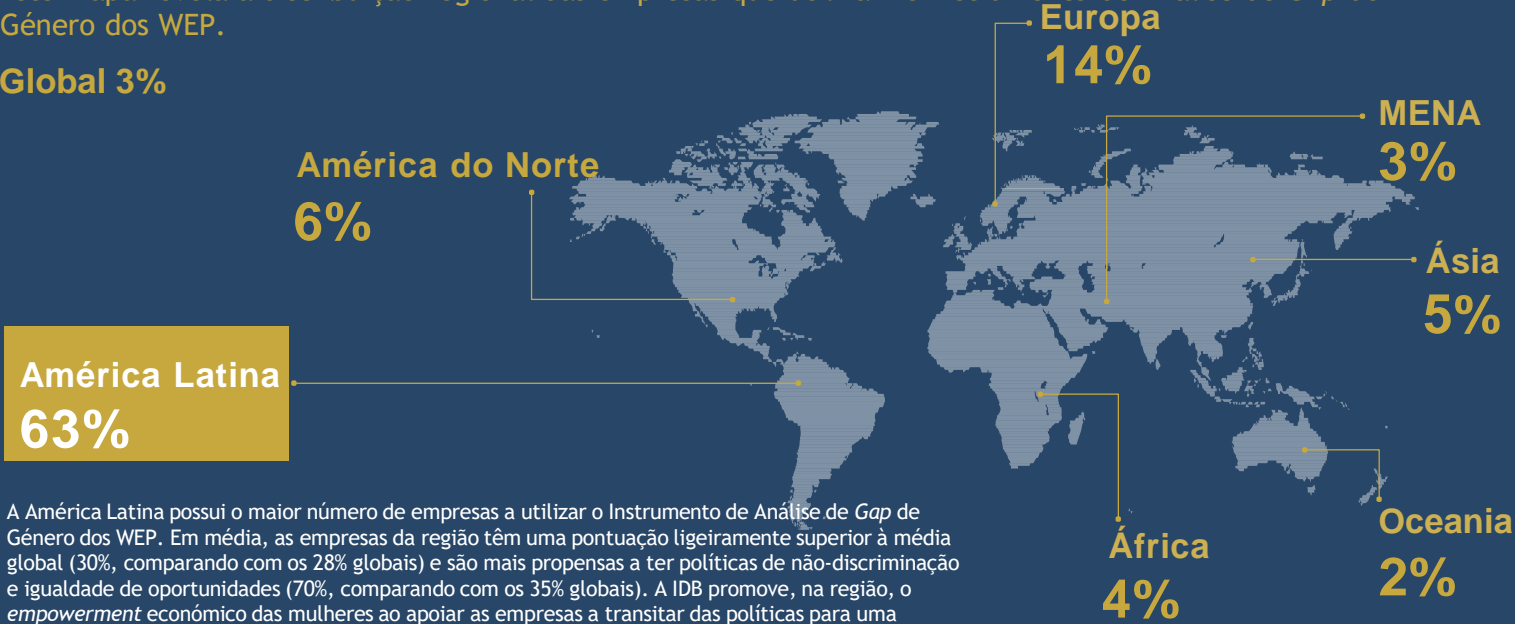 Género dos WEP.
Global 3%
Europa
14%
MENA
3%
América do Norte
6%
Ásia
5%
América Latina
63%
A América Latina possui o maior número de empresas a utilizar o Instrumento de Análise de Gap de
Género dos WEP. Em média, as empresas da região têm uma pontuação ligeiramente superior à média
global (30%, comparando com os 28% globais) e são mais propensas a ter políticas de não-discriminação
e igualdade de oportunidades (70%, comparando com os 35% globais). A IDB promove, na região, o
empowerment económico das mulheres ao apoiar as empresas a transitar das políticas para uma
África
4%
Oceania
2%